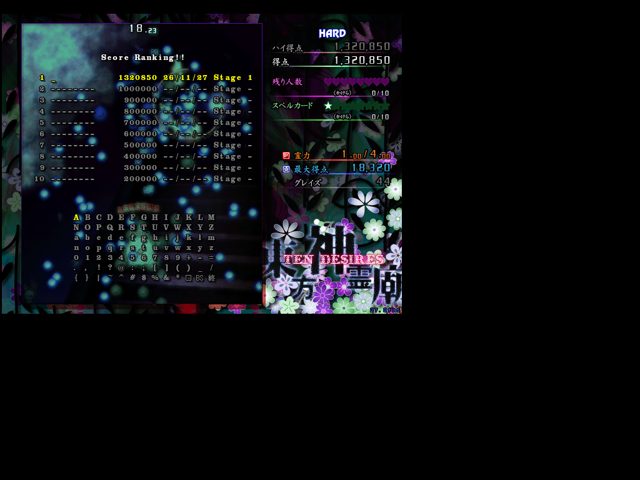 18.23
HARD
Score Ranking!!
ハイ得点 1,320,850
得点 1,320,850
残り人数
0/10
スペルカード ★
0/10
霊力 1.00/4.00
最大得点 18,320
グレイズ 44
1 _ 1320850 26/11/27 Stage 1
2 -------- 1000000 --/--/-- Stage -
3 -------- 900000 --/--/-- Stage -
4 -------- 800000 --/--/-- Stage -
5 -------- 700000 --/--/-- Stage -
6 -------- 600000 --/--/-- Stage -
7 -------- 500000 --/--/-- Stage -
8 -------- 400000 --/--/-- Stage -
9 -------- 300000 --/--/-- Stage -
10 -------- 200000 --/--/-- Stage -
A B C D E F G H I J K L M
N O P Q R S T U V W X Y Z
a b c d e f g h i j k l m
n o p q r s t u v w x y z
0 1 2 3 4 5 6 7 8 9 + - =
. , ! ? @ : ; [ ] ( ) _ /
{ } | ~ ^ # $ % & *
終
東方神霊廟
TEN DESIRES